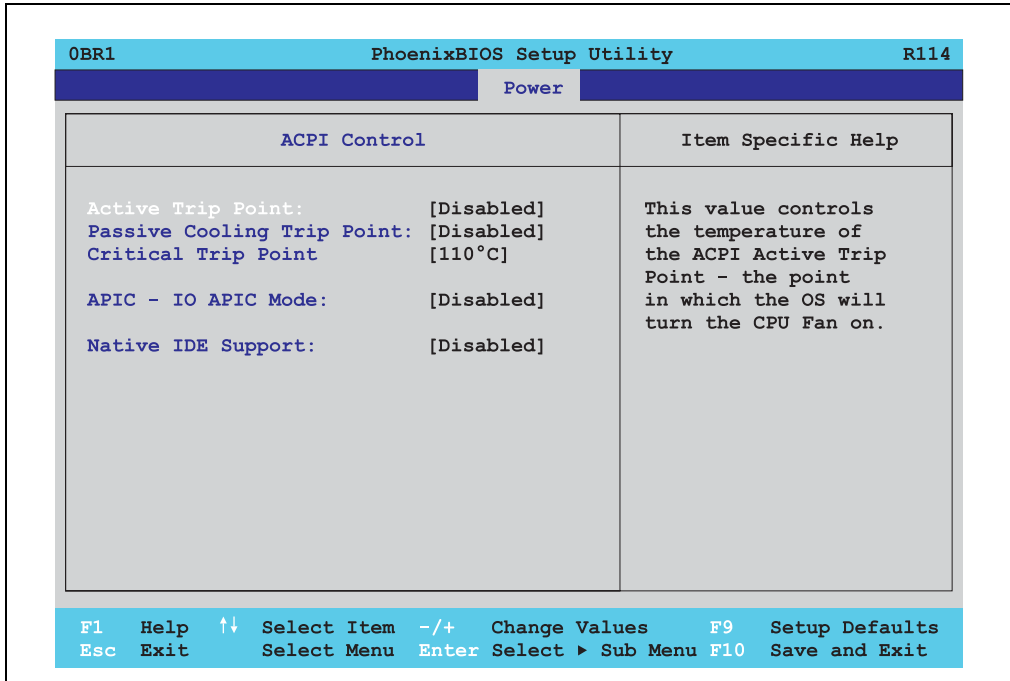 0BR1 PhoenixBIOS Setup Utility R114
Power
ACPI Control
Item Specific Help
Active Trip Point: [Disabled]
Passive Cooling Trip Point: [Disabled]
Critical Trip Point [110°C]
APIC - IO APIC Mode: [Disabled]
Native IDE Support: [Disabled]
This value controls
the temperature of
the ACPI Active Trip
Point - the point
in which the OS will
turn the CPU Fan on.
F1 Help ↑↓ Select Item -/+ Change Values F9 Setup Defaults
Esc Exit Select Menu Enter Select ▶ Sub Menu F10 Save and Exit